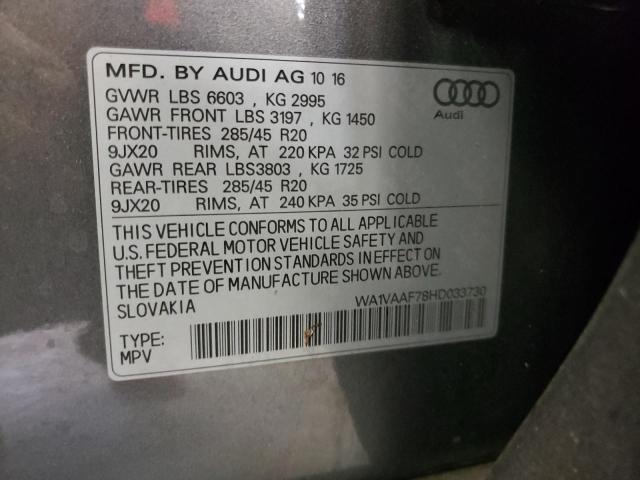 MFD. BY AUDI AG 10 16
GVWR LBS 6603 , KG 2995
GAWR FRONT LBS 3197 , KG 1450
FRONT-TIRES 285/45 R20
9JX20 RIMS, AT 220 KPA 32 PSI COLD
GAWR REAR LBS3803 , KG 1725
REAR-TIRES 285/45 R20
9JX20 RIMS, AT 240 KPA 35 PSI COLD
Audi
THIS VEHICLE CONFORMS TO ALL APPLICABLE
U.S. FEDERAL MOTOR VEHICLE SAFETY AND
THEFT PREVENTION STANDARDS IN EFFECT ON
THE DATE OF MANUFACTURE SHOWN ABOVE.
SLOVAKIA
WA1VAAF78HD033730
TYPE:
MPV